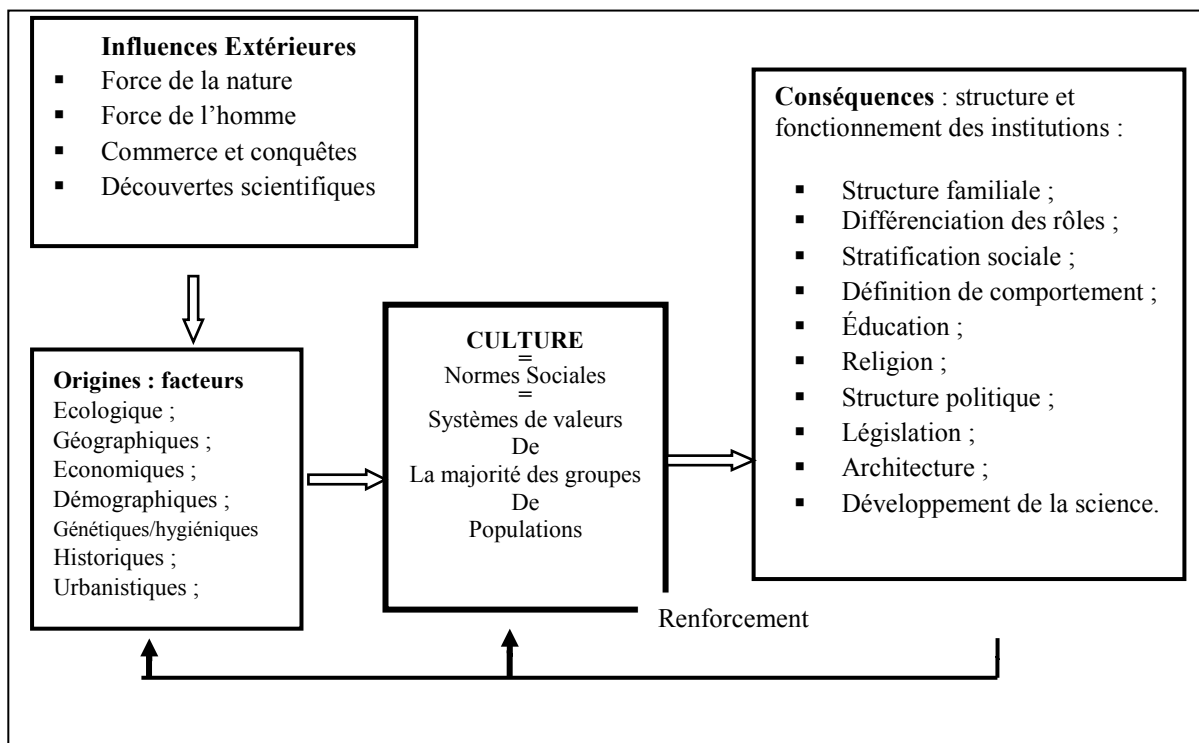 Influences Extérieures
▪ Force de la nature
▪ Force de l’homme
▪ Commerce et conquêtes
▪ Découvertes scientifiques
Origines : facteurs
Ecologique ;
Géographiques ;
Economiques ;
Démographiques ;
Génétiques/hygiéniques
Historiques ;
Urbanistiques ;
CULTURE
=
Normes Sociales
=
Systèmes de valeurs
De
La majorité des groupes
De
Populations
Conséquences : structure et
fonctionnement des institutions :
▪ Structure familiale ;
▪ Différenciation des rôles ;
▪ Stratification sociale ;
▪ Définition de comportement ;
▪ Éducation ;
▪ Religion ;
▪ Structure politique ;
▪ Législation ;
▪ Architecture ;
▪ Développement de la science.
Renforcement